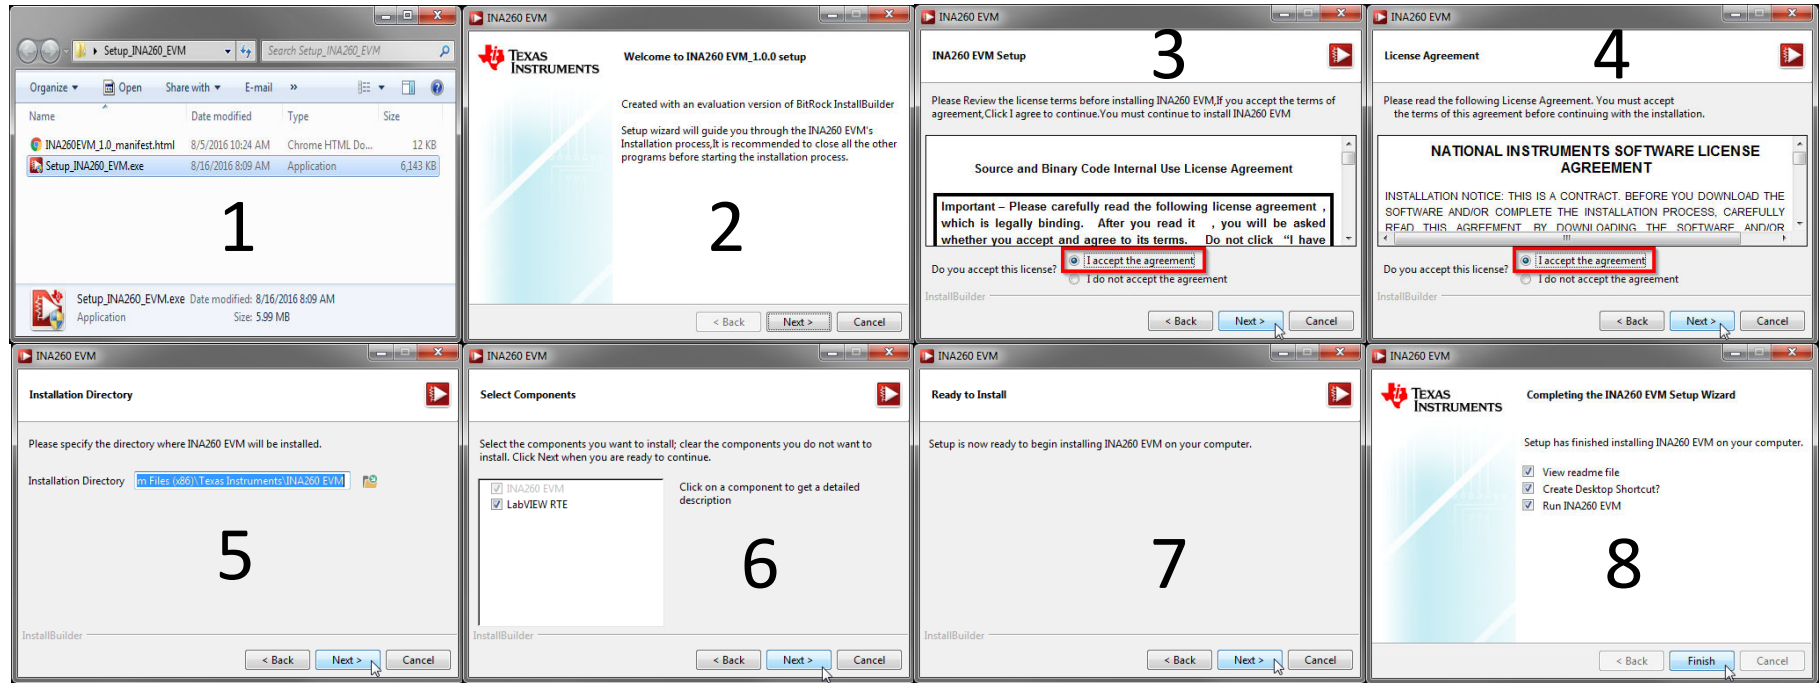 Setup_INA260_EVM
Search Setup_INA260_EVM
Organize
Open
Share with
E-mail
»
Name
Date modified
Type
Size
INA260EVM_1.0_manifest.html
8/5/2016 10:24 AM
Chrome HTML Do...
12 KB
Setup_INA260_EVM.exe
8/16/2016 8:09 AM
Application
6,143 KB
1
Setup_INA260_EVM.exe Date modified: 8/16/2016 8:09 AM
Application
Size: 5.99 MB
INA260 EVM
TEXAS
INSTRUMENTS
Welcome to INA260 EVM_1.0.0 setup
Created with an evaluation version of BitRock InstallBuilder
Setup wizard will guide you through the INA260 EVM's
Installation process,It is recommended to close all the other
programs before starting the installation process.
2
< Back
Next >
Cancel
INA260 EVM
3
INA260 EVM Setup
Please Review the license terms before installing INA260 EVM,If you accept the terms of
agreement,Click I agree to continue.You must continue to install INA260 EVM
Source and Binary Code Internal Use License Agreement
Important – Please carefully read the following license agreement ,
which is legally binding. After you read it , you will be asked
whether you accept and agree to its terms. Do not click “I have
Do you accept this license?
I accept the agreement
I do not accept the agreement
InstallBuilder
< Back
Next >
Cancel
INA260 EVM
4
License Agreement
Please read the following License Agreement. You must accept
the terms of this agreement before continuing with the installation.
NATIONAL INSTRUMENTS SOFTWARE LICENSE
AGREEMENT
INSTALLATION NOTICE: THIS IS A CONTRACT. BEFORE YOU DOWNLOAD THE
SOFTWARE AND/OR COMPLETE THE INSTALLATION PROCESS, CAREFULLY
READ THIS AGREEMENT. BY DOWNLOADING THE SOFTWARE AND/OR
Do you accept this license?
I accept the agreement
I do not accept the agreement
InstallBuilder
< Back
Next >
Cancel
INA260 EVM
Installation Directory
Please specify the directory where INA260 EVM will be installed.
Installation Directory
m Files (x86)\Texas Instruments\INA260 EVM
5
InstallBuilder
< Back
Next >
Cancel
INA260 EVM
Select Components
Select the components you want to install; clear the components you do not want to
install. Click Next when you are ready to continue.
INA260 EVM
LabVIEW RTE
Click on a component to get a detailed
description
6
InstallBuilder
< Back
Next >
Cancel
INA260 EVM
Ready to Install
Setup is now ready to begin installing INA260 EVM on your computer.
7
InstallBuilder
< Back
Next >
Cancel
INA260 EVM
TEXAS
INSTRUMENTS
Completing the INA260 EVM Setup Wizard
Setup has finished installing INA260 EVM on your computer.
View readme file
Create Desktop Shortcut?
Run INA260 EVM
8
< Back
Finish
Cancel